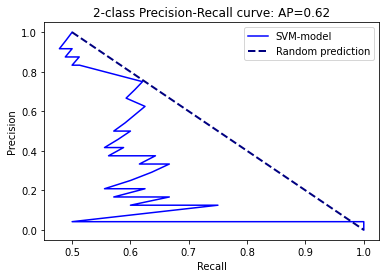 2-class Precision-Recall curve: AP=0.62
SVM-model
Random prediction
Precision
1.0
0.8
0.6
0.4
0.2
0.0
0.5
0.6
0.7
0.8
0.9
1.0
Recall